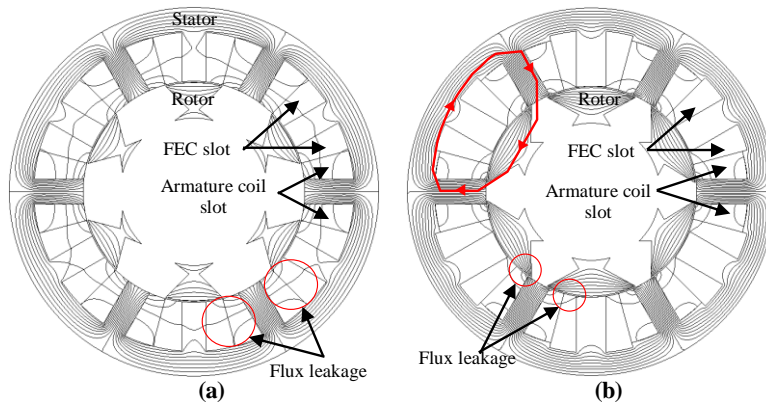 Stator
Rotor
FEC slot
Armature coil
slot
Flux leakage
(a)
Rotor
FEC slot
Armature coil
slot
Flux leakage
(b)